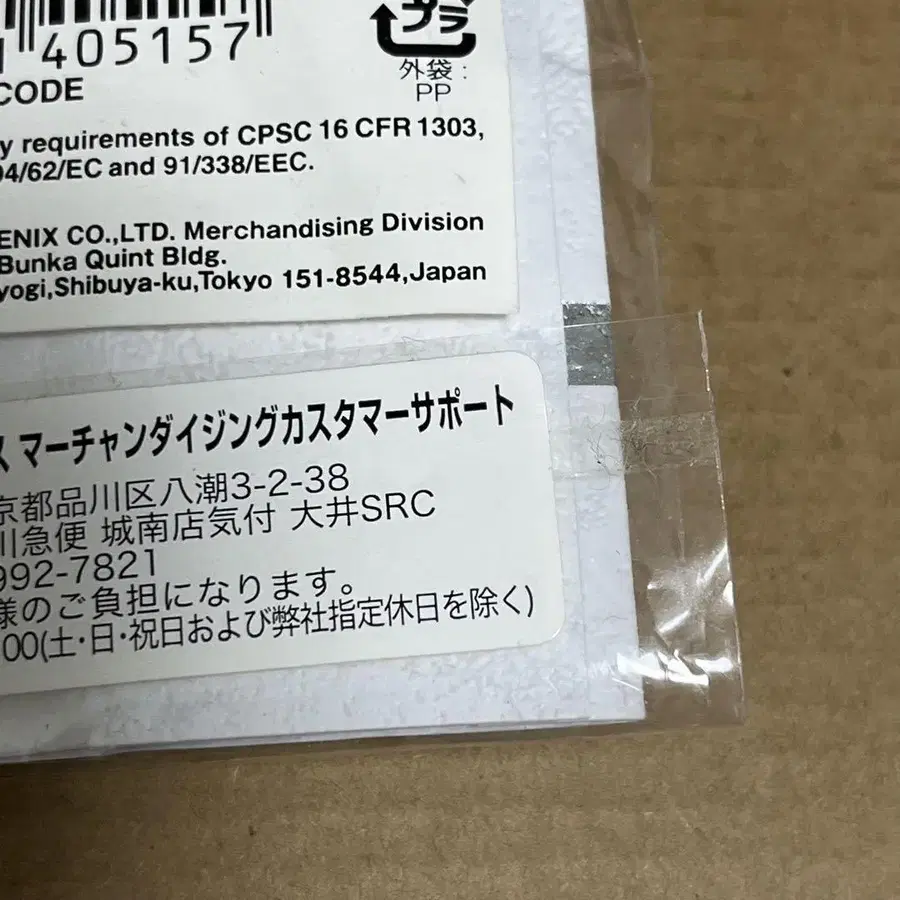 405157
CODE
プラ
外袋:
PP
requirements of CPSC 16 CFR 1303,
94/62/EC and 91/338/EEC.
ENIX CO.,LTD. Merchandising Division
Bunka Quint Bldg.
yogi,Shibuya-ku,Tokyo 151-8544,Japan
ス マーチャンダイジングカスタマーサポート
京都品川区八潮3-2-38
川急便 城南店気付 大井SRC
992-7821
様のご負担になります。
00(土・日・祝日および弊社指定休日を除く)